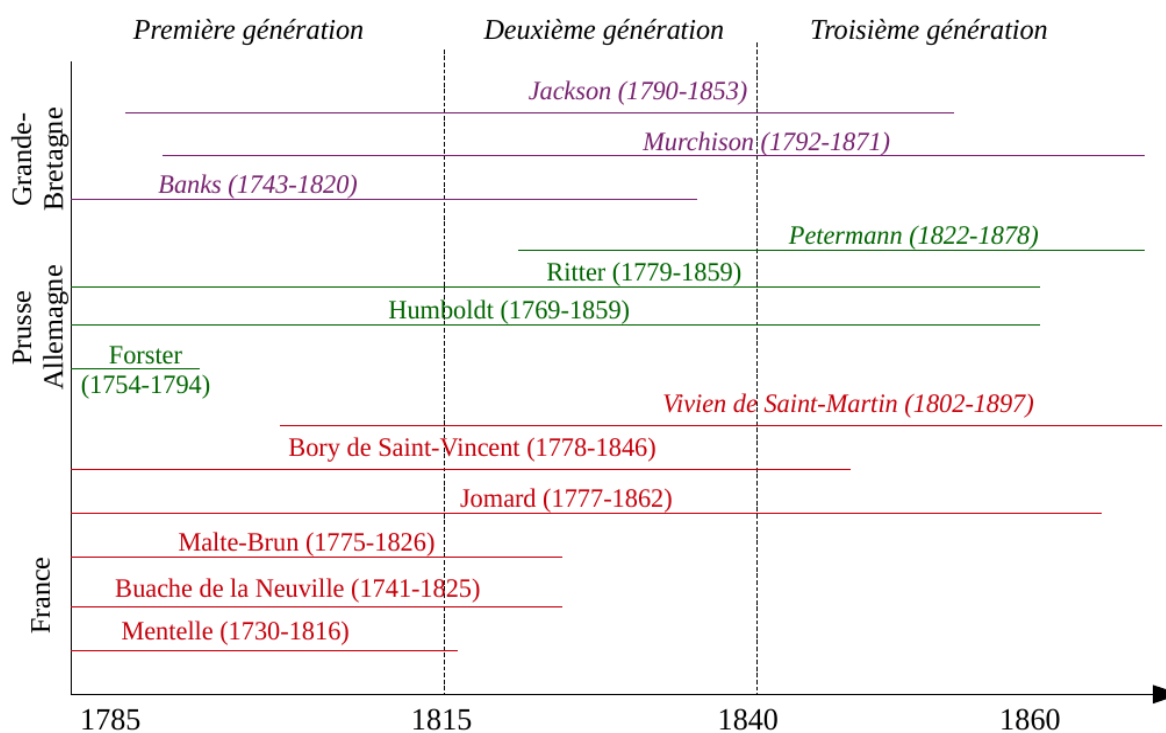 Première génération
Deuxième génération
Troisième génération
Grande-
Bretagne
Jackson (1790-1853)
Murchison (1792-1871)
Banks (1743-1820)
Prusse
Allemagne
Petermann (1822-1878)
Ritter (1779-1859)
Humboldt (1769-1859)
Forster
(1754-1794)
France
Vivien de Saint-Martin (1802-1897)
Bory de Saint-Vincent (1778-1846)
Jomard (1777-1862)
Malte-Brun (1775-1826)
Buache de la Neuville (1741-1825)
Mentelle (1730-1816)
1785
1815
1840
1860